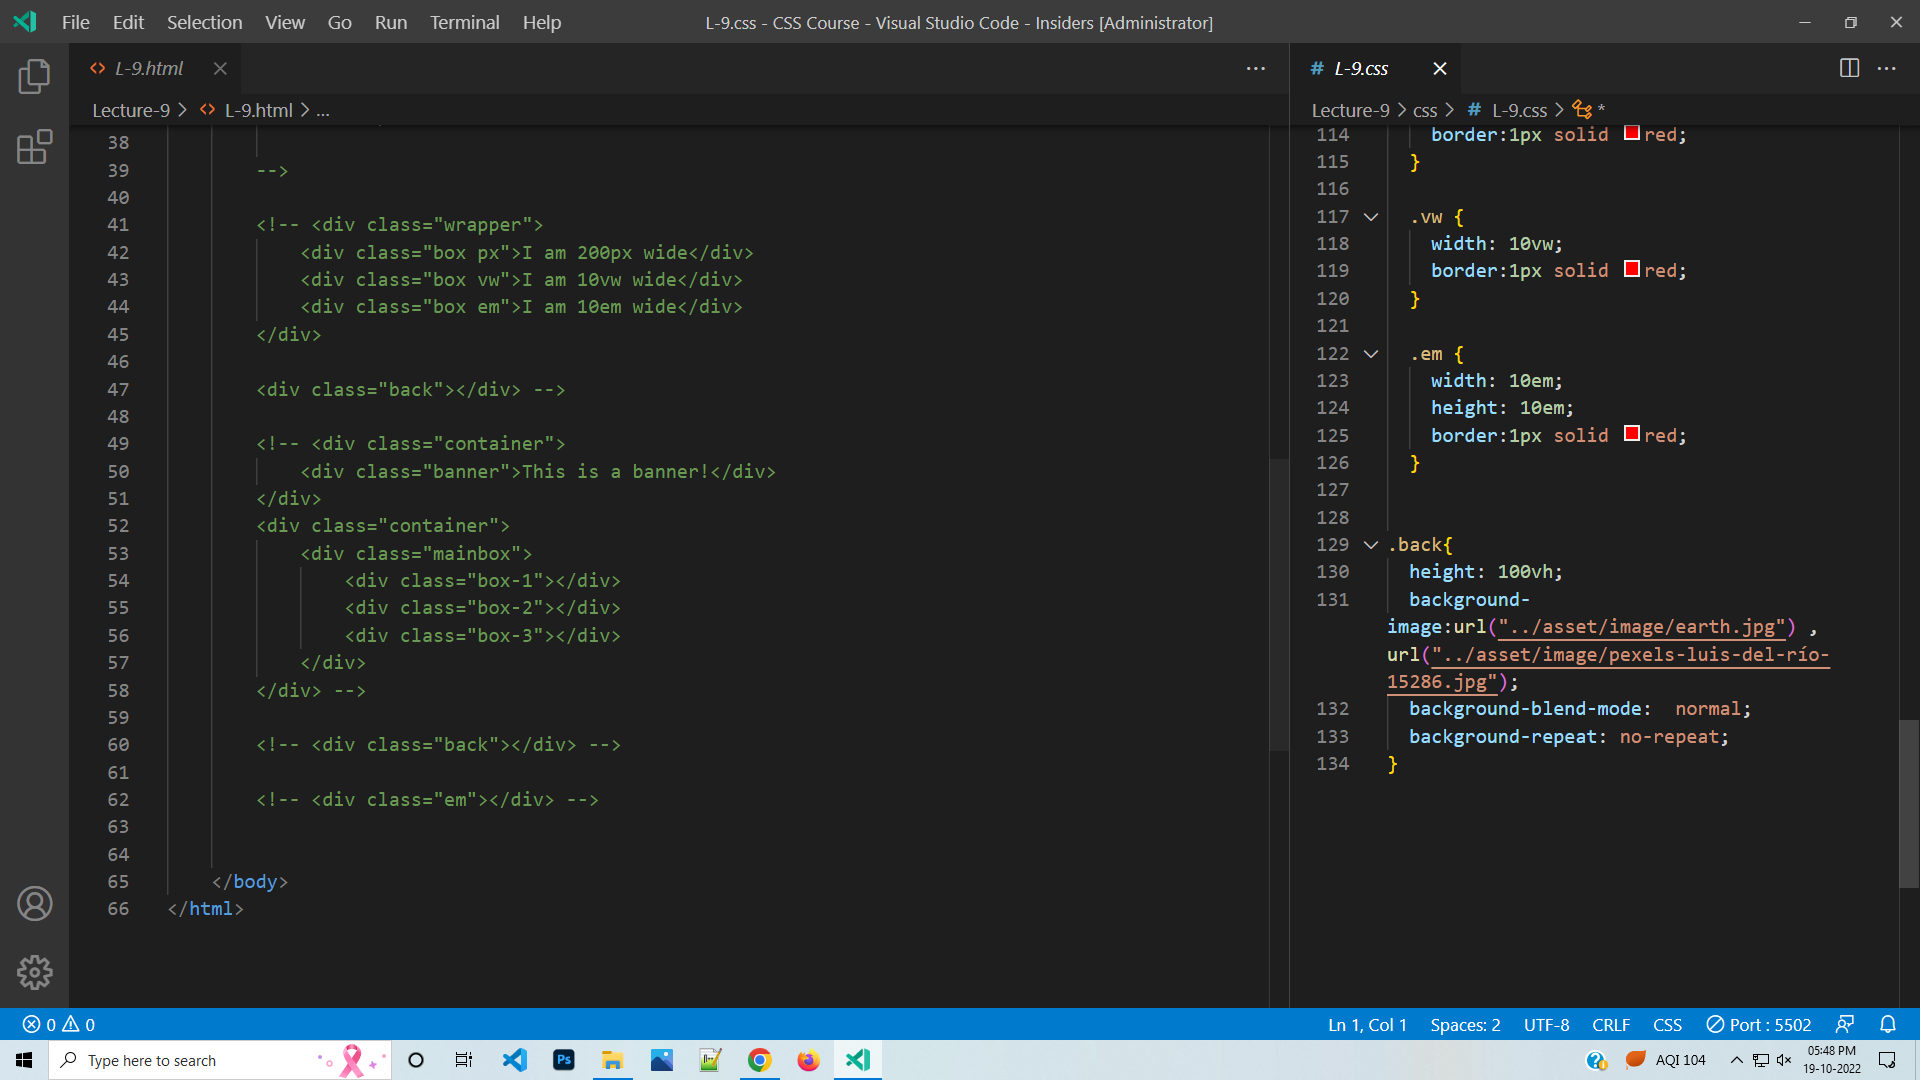 File Edit Selection View Go Run Terminal Help
L-9.css - CSS Course - Visual Studio Code - Insiders [Administrator]
<> L-9.html
Lecture-9 > <> L-9.html > ...
38
39 -->
40
41 <!-- <div class="wrapper">
42 <div class="box px">I am 200px wide</div>
43 <div class="box vw">I am 10vw wide</div>
44 <div class="box em">I am 10em wide</div>
45 </div>
46
47 <div class="back"></div> -->
48
49 <!-- <div class="container">
50 <div class="banner">This is a banner!</div>
51 </div>
52 <div class="container">
53 <div class="mainbox">
54 <div class="box-1"></div>
55 <div class="box-2"></div>
56 <div class="box-3"></div>
57 </div>
58 </div> -->
59
60 <!-- <div class="back"></div> -->
61
62 <!-- <div class="em"></div> -->
63
64
65 </body>
66 </html>
# L-9.css
Lecture-9 > css > # L-9.css > *
114 border:1px solid red;
115 }
116
117 .vw {
118 width: 10vw;
119 border:1px solid red;
120 }
121
122 .em {
123 width: 10em;
124 height: 10em;
125 border:1px solid red;
126 }
127
128
129 .back{
130 height: 100vh;
131 background-
image:url("../asset/image/earth.jpg") ,
url("../asset/image/pexels-luis-del-río-
15286.jpg");
132 background-blend-mode:  normal;
133 background-repeat: no-repeat;
134 }
0 0
Ln 1, Col 1 Spaces: 2 UTF-8 CRLF CSS Port : 5502
Type here to search
Ps
AQI 104
05:48 PM
19-10-2022